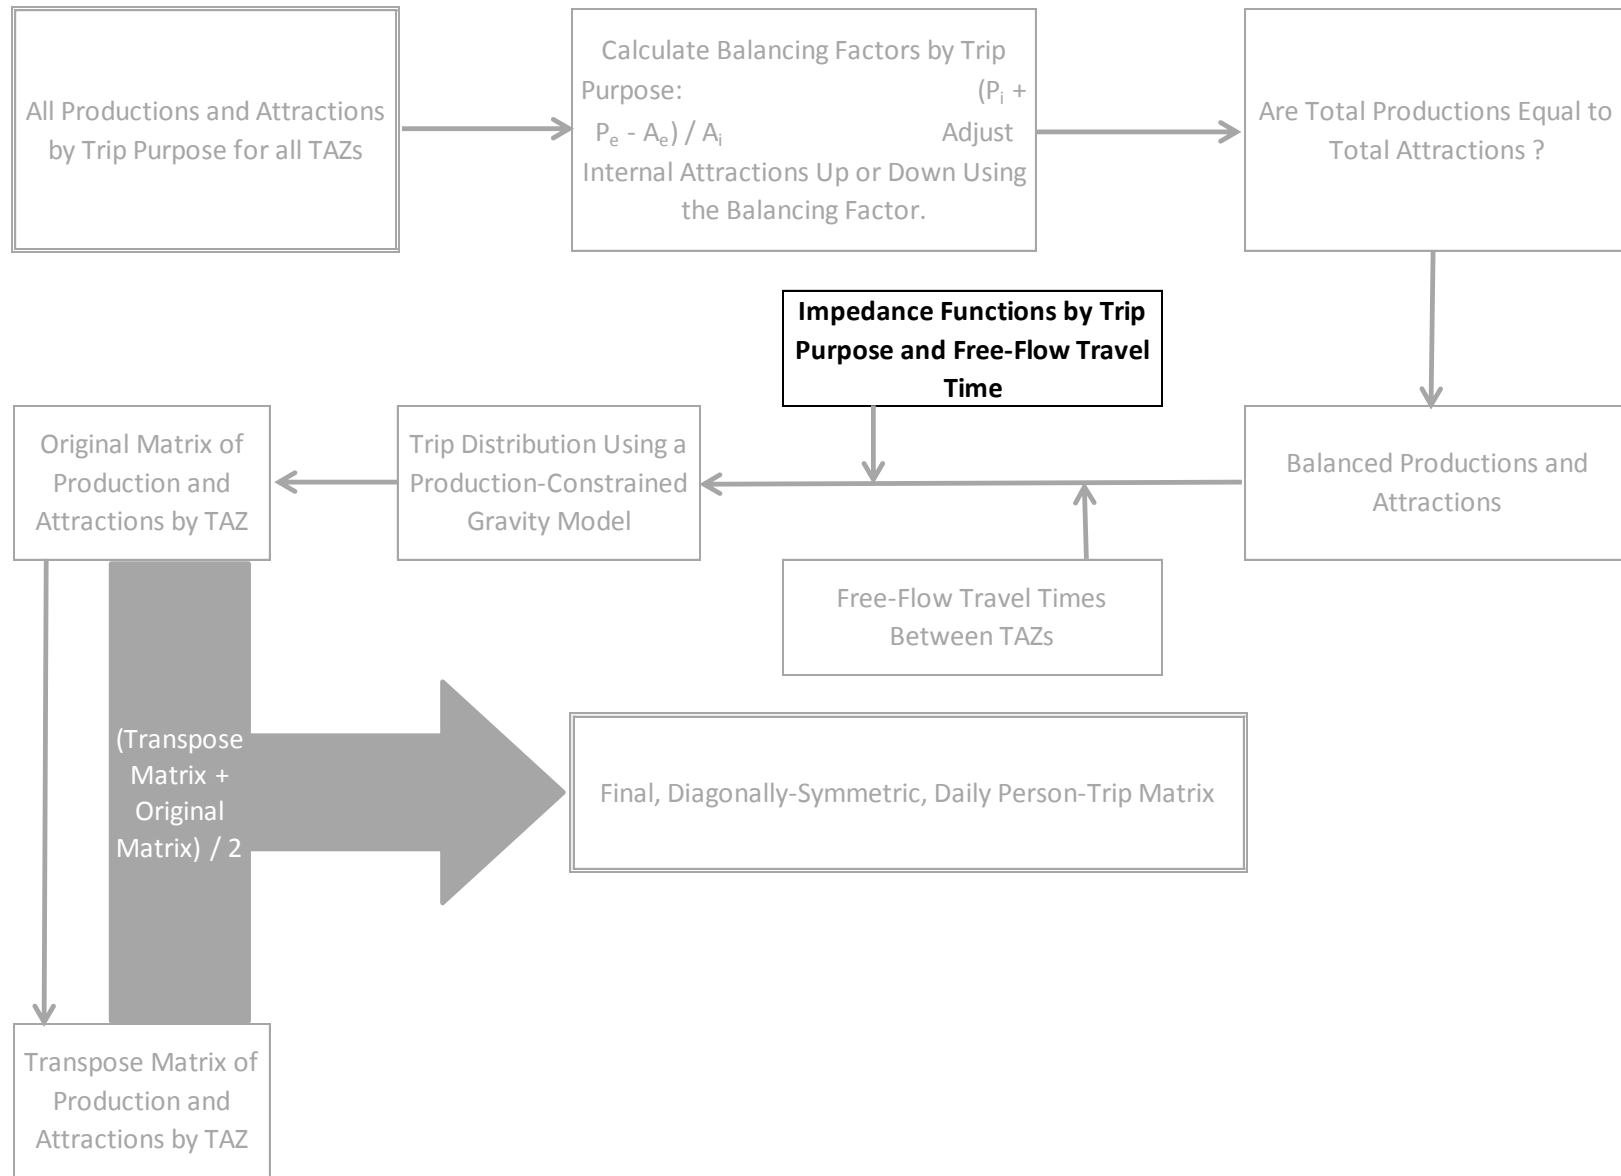 All Productions and Attractions
by Trip Purpose for all TAZs
Calculate Balancing Factors by Trip
Purpose: (Pᵢ +
Pₑ - Aₑ) / Aᵢ Adjust
Internal Attractions Up or Down Using
the Balancing Factor.
Are Total Productions Equal to
Total Attractions ?
Impedance Functions by Trip
Purpose and Free-Flow Travel
Time
Original Matrix of
Production and
Attractions by TAZ
Trip Distribution Using a
Production-Constrained
Gravity Model
Balanced Productions and
Attractions
Free-Flow Travel Times
Between TAZs
(Transpose
Matrix +
Original
Matrix) / 2
Final, Diagonally-Symmetric, Daily Person-Trip Matrix
Transpose Matrix of
Production and
Attractions by TAZ